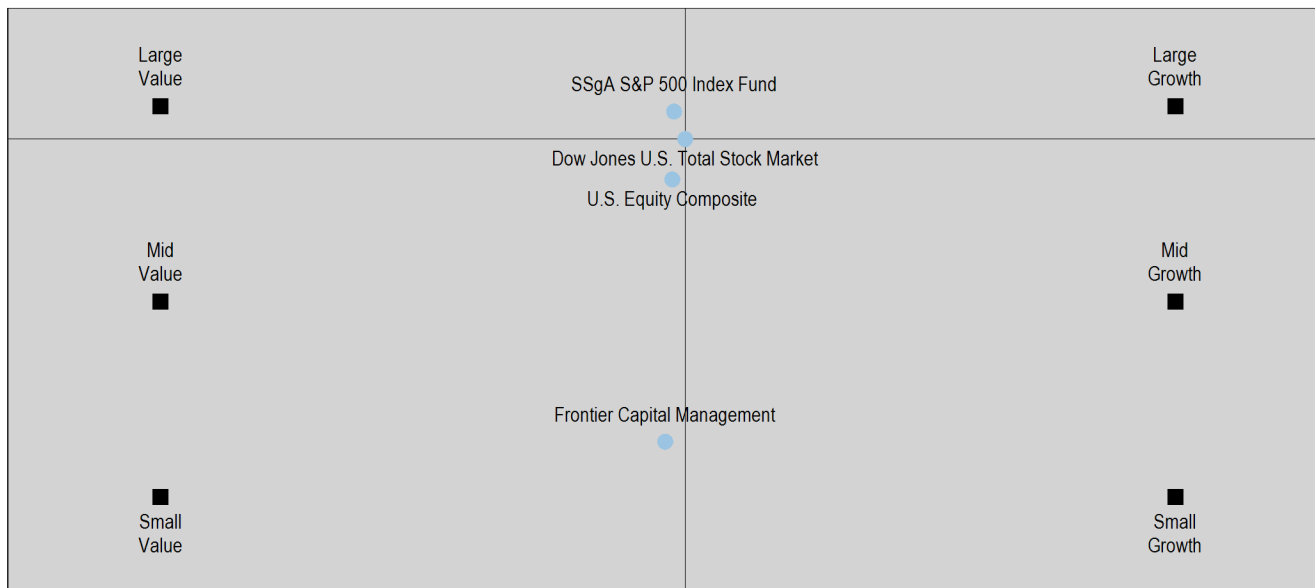 Large
Value
Large
Growth
SSgA S&P 500 Index Fund
Dow Jones U.S. Total Stock Market
U.S. Equity Composite
Mid
Value
Mid
Growth
Frontier Capital Management
Small
Value
Small
Growth